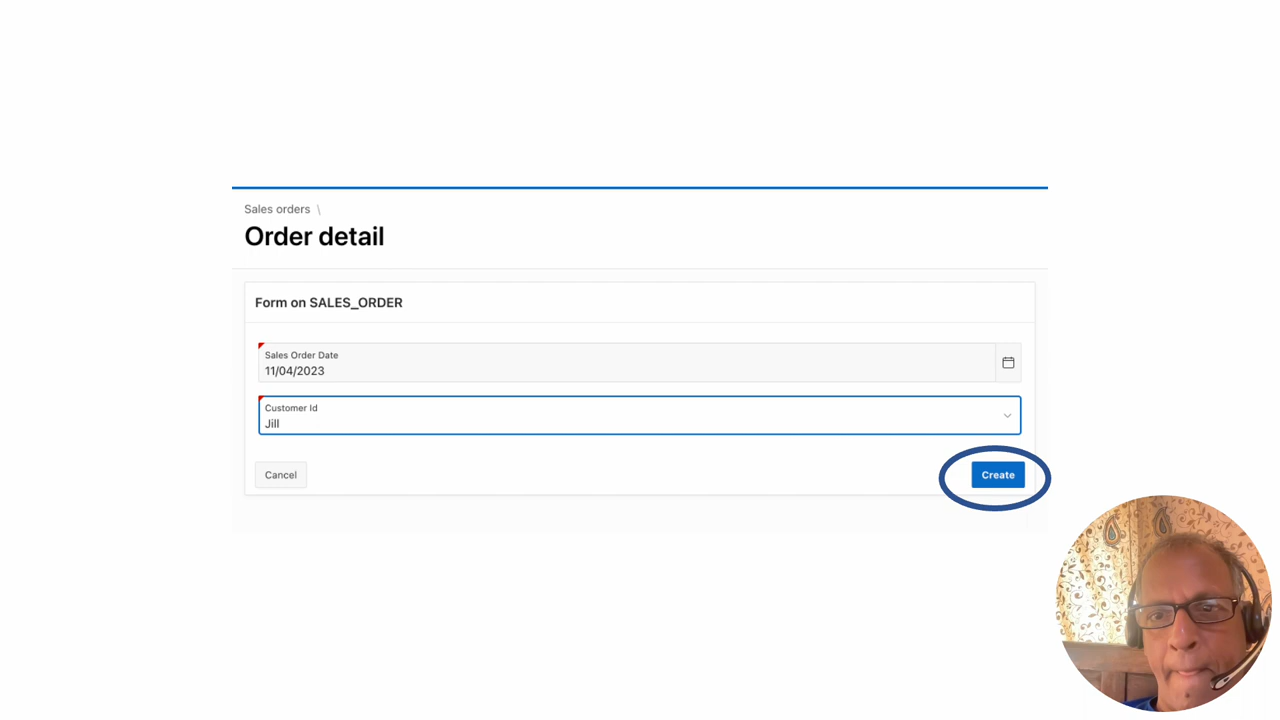 Sales orders \
Order detail
Form on SALES_ORDER
Sales Order Date
11/04/2023
Customer Id
Jill
Cancel
Create